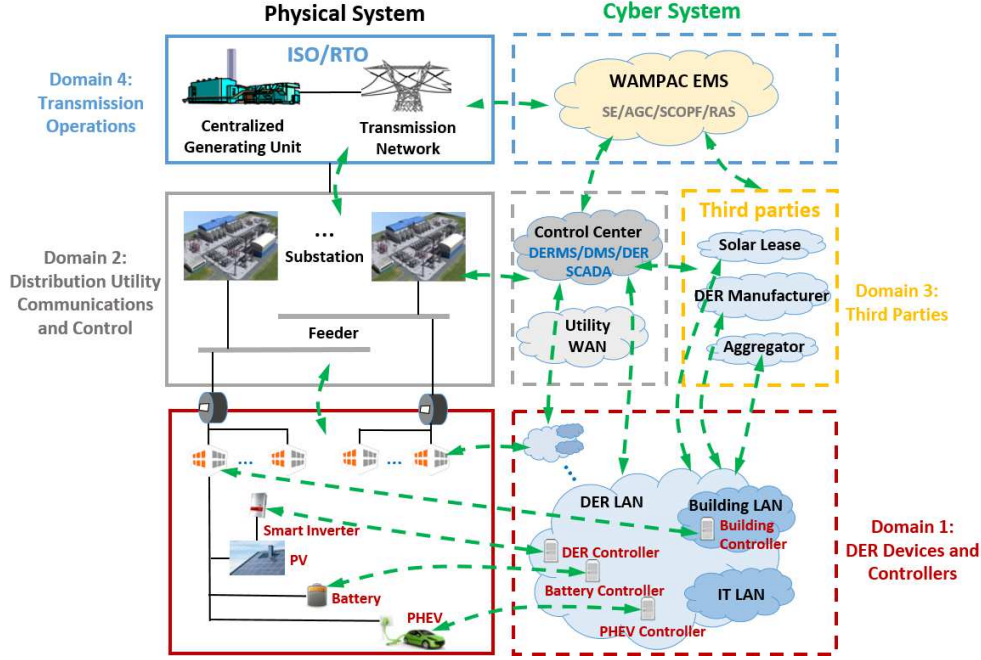 Physical System
Cyber System
Domain 4:
Transmission
Operations
ISO/RTO
Centralized
Generating Unit
Transmission
Network
WAMPAC EMS
SE/AGC/SCOPF/RAS
Domain 2:
Distribution Utility
Communications
and Control
...
Substation
Feeder
Control Center
DERMS/DMS/DER
SCADA
Utility
WAN
Third parties
Solar Lease
DER Manufacturer
Aggregator
Domain 3:
Third Parties
...
...
Smart Inverter
PV
Battery
PHEV
...
DER LAN
Building LAN
Building
Controller
DER Controller
Battery Controller
IT LAN
PHEV Controller
Domain 1:
DER Devices and
Controllers